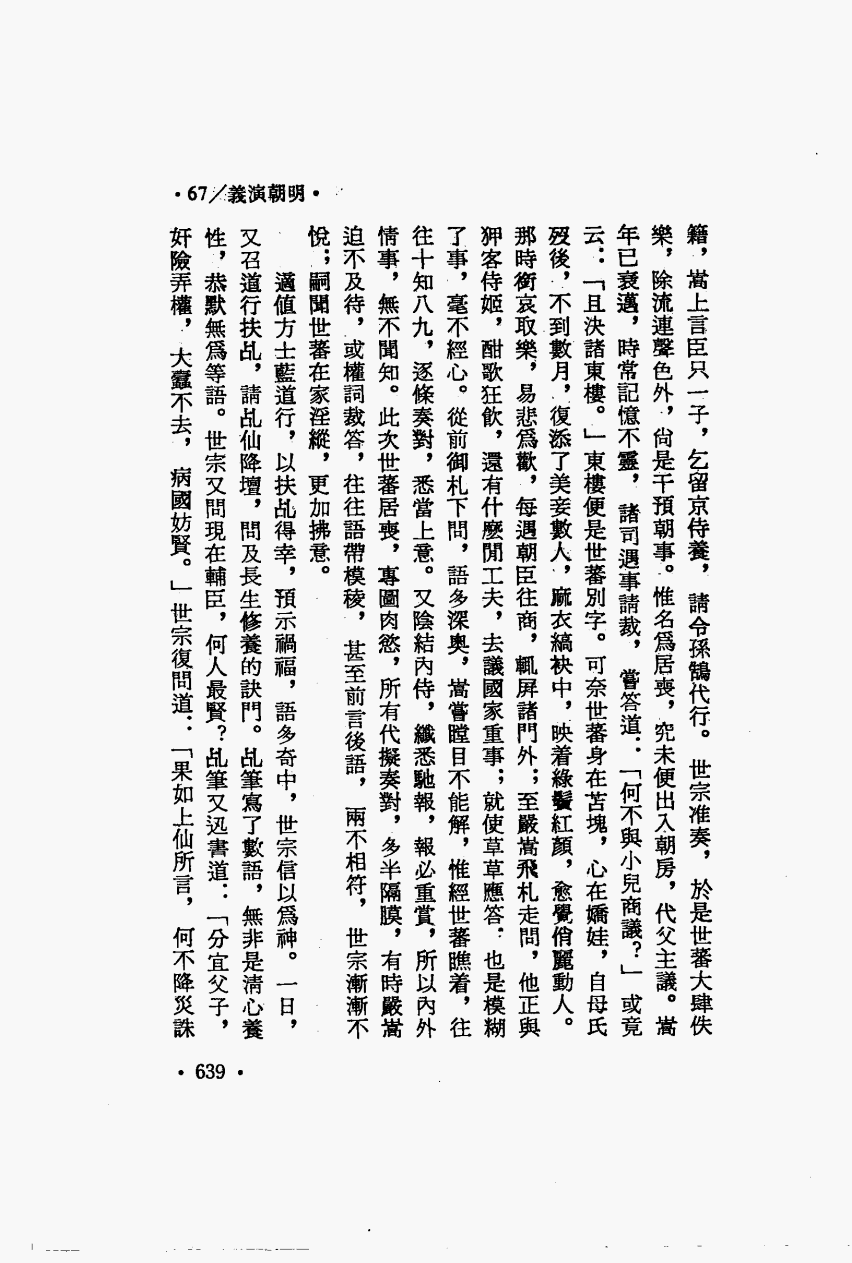 •明朝演義／67•
籍，嵩上言臣只一子，乞留京侍養，請令孫鵠代行。世宗准奏，於是世蕃大肆佚
樂，除流連聲色外，尙是干預朝事。惟名爲居喪，究未便出入朝房，代父主議。嵩
年已衰邁，時常記憶不靈，諸司遇事請裁，嘗答道：「何不與小兒商議？」或竟
云：「且決諸東樓。」東樓便是世蕃別字。可奈世蕃身在苫塊，心在嬌娃，自母氏
歿後，不到數月，復添了美妾數人，麻衣縞袂中，映着綠鬢紅顏，愈覺俏麗動人。
那時銜哀取樂，易悲爲歡，每遇朝臣往商，輒屏諸門外；至嚴嵩飛札走問，他正與
狎客侍姬，酣歌狂飲，還有什麼閒工夫，去議國家重事；就使草草應答，也是模糊
了事，毫不經心。從前御札下問，語多深奧，嵩嘗瞠目不能解，惟經世蕃瞧着，往
往十知八九，逐條奏對，悉當上意。又陰結內侍，纖悉馳報，報必重賞，所以內外
情事，無不聞知。此次世蕃居喪，專圖肉慾，所有代擬奏對，多半隔膜，有時嚴嵩
迫不及待，或權詞裁答，往往語帶模稜，甚至前言後語，兩不相符，世宗漸漸不
悅；嗣聞世蕃在家淫縱，更加拂意。
適值方士藍道行，以扶乩得幸，預示禍福，語多奇中，世宗信以爲神。一日，
又召道行扶乩，請乩仙降壇，問及長生修養的訣門。乩筆寫了數語，無非是淸心養
性，恭默無爲等語。世宗又問現在輔臣，何人最賢？乩筆又迅書道：「分宜父子，
奸險弄權，大蠹不去，病國妨賢。」世宗復問道：「果如上仙所言，何不降災誅
•639•